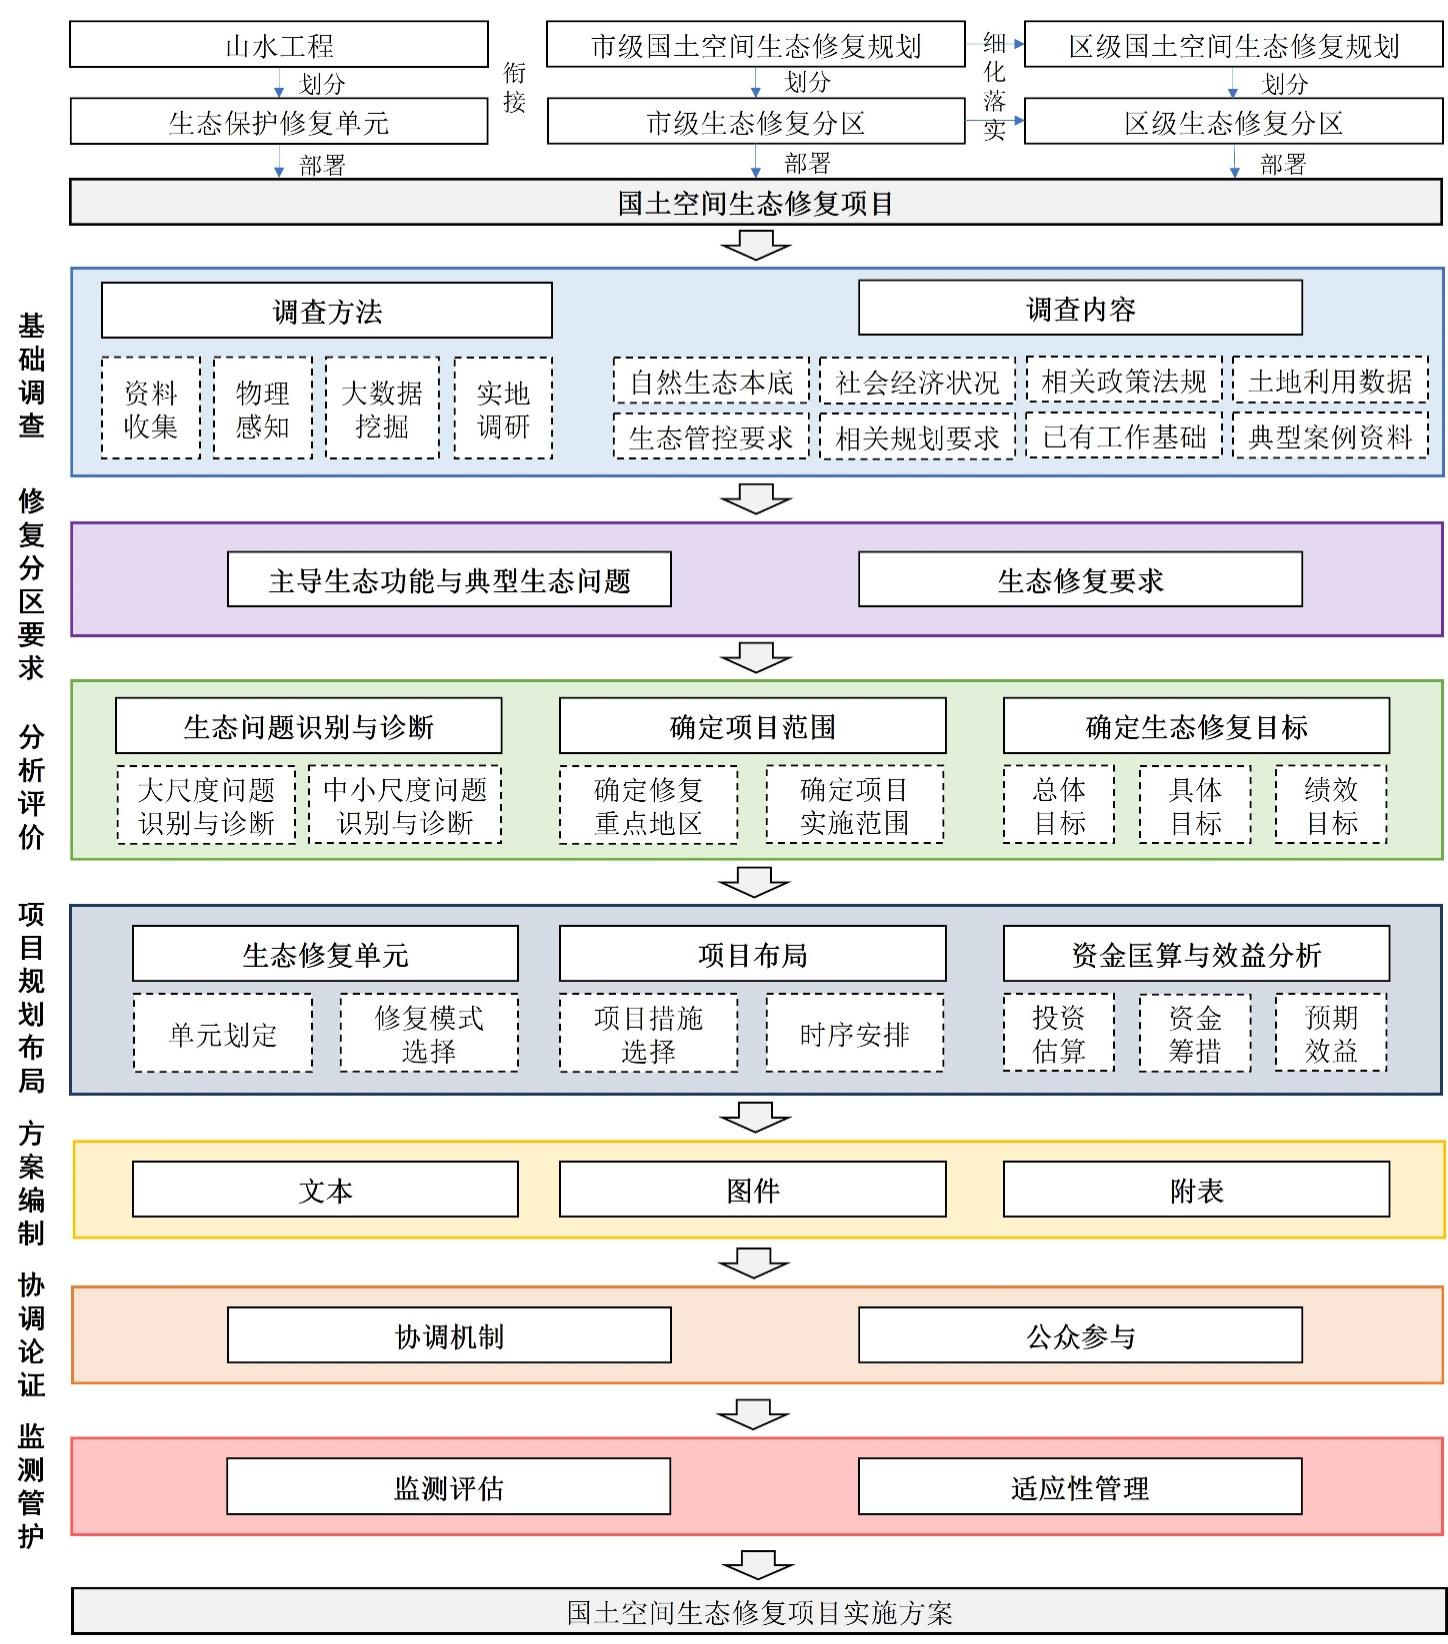 山水工程
市级国土空间生态修复规划
区级国土空间生态修复规划
衔接
细化落实
划分
划分
划分
生态保护修复单元
市级生态修复分区
区级生态修复分区
部署
部署
部署
国土空间生态修复项目
基础调查
调查方法
调查内容
资料
收集
物理
感知
大数据
挖掘
实地
调研
自然生态本底
社会经济状况
相关政策法规
土地利用数据
生态管控要求
相关规划要求
已有工作基础
典型案例资料
修复分区要求
主导生态功能与典型生态问题
生态修复要求
分析评价
生态问题识别与诊断
确定项目范围
确定生态修复目标
大尺度问题
识别与诊断
中小尺度问题
识别与诊断
确定修复
重点地区
确定项目
实施范围
总体
目标
具体
目标
绩效
目标
项目规划布局
生态修复单元
项目布局
资金匡算与效益分析
单元划定
修复模式
选择
项目措施
选择
时序安排
投资
估算
资金
筹措
预期
效益
方案编制
文本
图件
附表
协调论证
协调机制
公众参与
监测管护
监测评估
适应性管理
国土空间生态修复项目实施方案